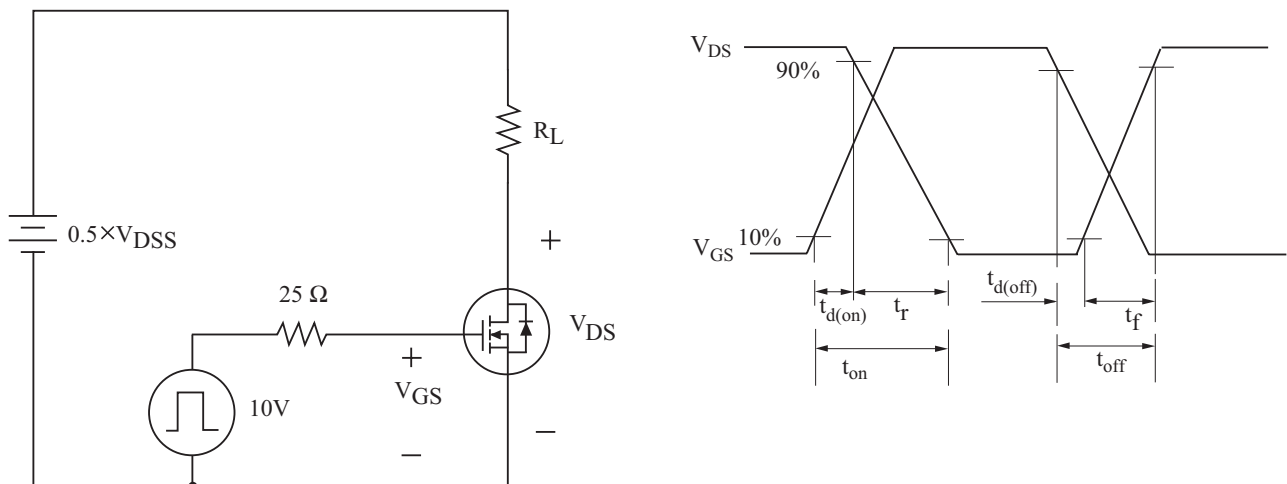 R_L
0.5×V_DSS
25 Ω
+
V_DS
+
V_GS
10V
−
−
V_DS
90%
V_GS
10%
t_d(on)
t_r
t_d(off)
t_f
t_on
t_off